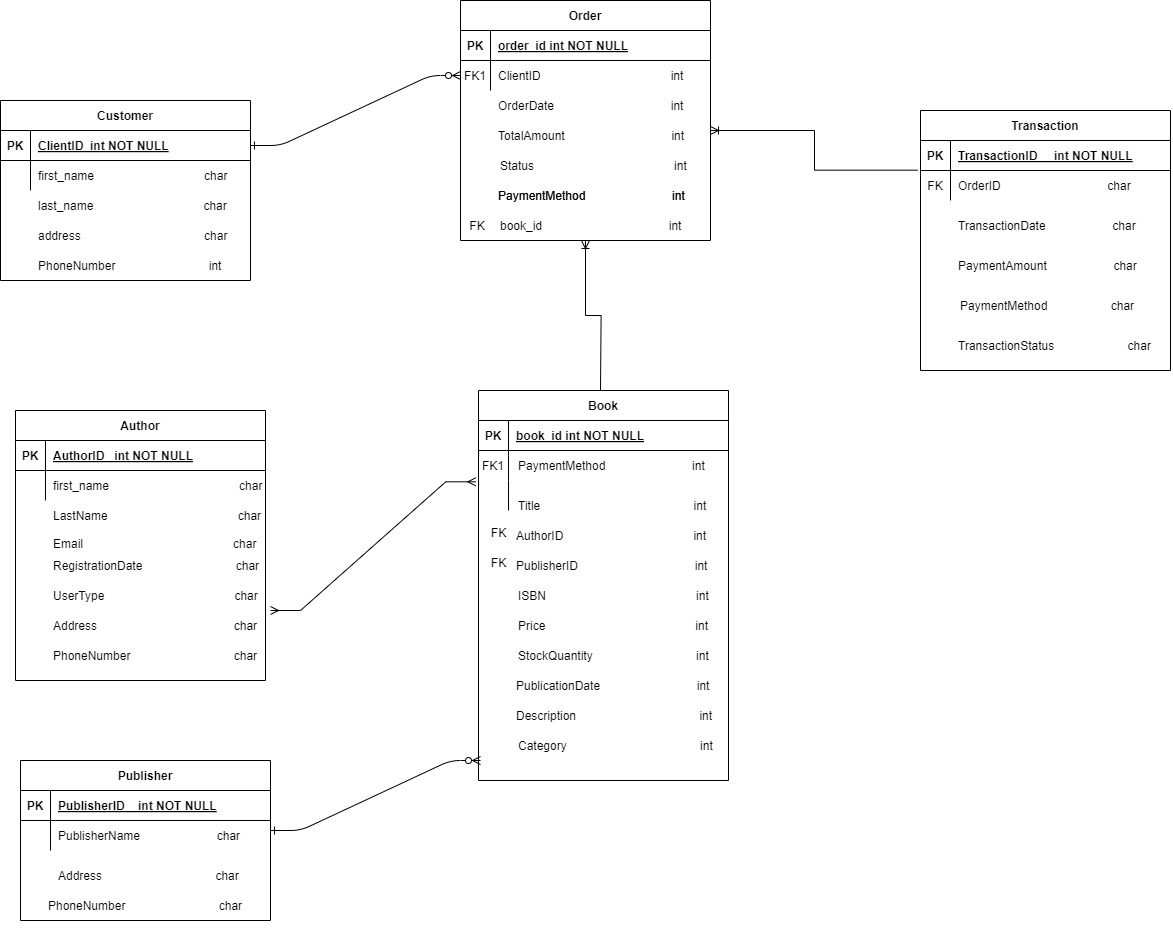 Order
PK order_id int NOT NULL
FK1 ClientID int
OrderDate int
TotalAmount int
Status int
PaymentMethod int
FK book_id int
Customer
PK ClientID int NOT NULL
first_name char
last_name char
address char
PhoneNumber int
Transaction
PK TransactionID int NOT NULL
FK OrderID char
TransactionDate char
PaymentAmount char
PaymentMethod char
TransactionStatus char
Author
PK AuthorID int NOT NULL
first_name char
LastName char
Email char
RegistrationDate char
UserType char
Address char
PhoneNumber char
Book
PK book_id int NOT NULL
FK1 PaymentMethod int
Title int
FK AuthorID int
FK PublisherID int
ISBN int
Price int
StockQuantity int
PublicationDate int
Description int
Category int
Publisher
PK PublisherID int NOT NULL
PublisherName char
Address char
PhoneNumber char